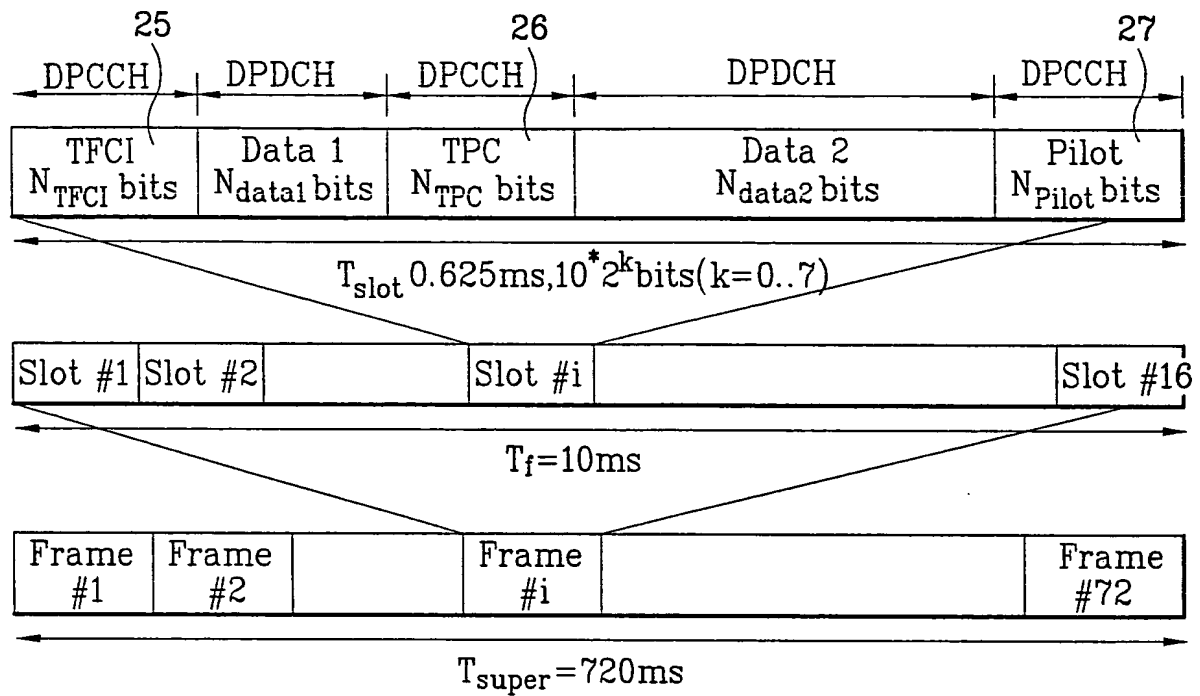 25 26 27
DPCCH DPDCH DPCCH DPDCH DPCCH
TFCI Data 1 TPC Data 2 Pilot
N_TFCI bits N_data1 bits N_TPC bits N_data2 bits N_Pilot bits
T_slot 0.625ms, 10*2^k bits (k=0..7)
Slot #1 Slot #2 Slot #i Slot #16
T_f=10ms
Frame Frame Frame Frame
#1 #2 #i #72
T_super=720ms